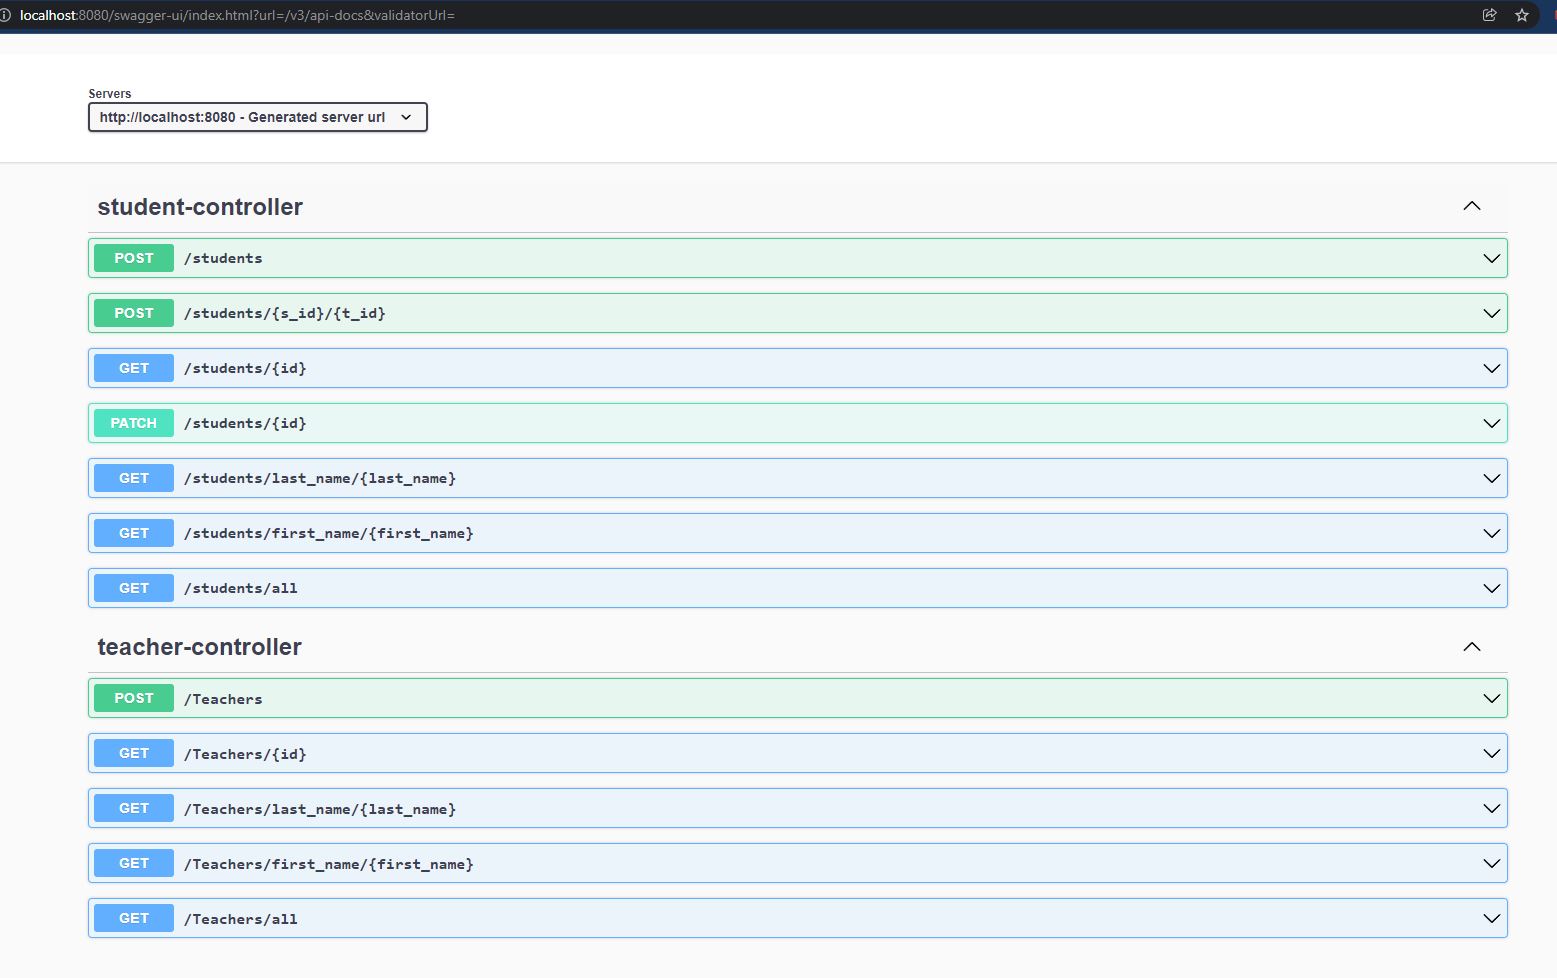 localhost:8080/swagger-ui/index.html?url=/v3/api-docs&validatorUrl=
Servers
http://localhost:8080 - Generated server url
student-controller
POST /students
POST /students/{s_id}/{t_id}
GET /students/{id}
PATCH /students/{id}
GET /students/last_name/{last_name}
GET /students/first_name/{first_name}
GET /students/all
teacher-controller
POST /Teachers
GET /Teachers/{id}
GET /Teachers/last_name/{last_name}
GET /Teachers/first_name/{first_name}
GET /Teachers/all